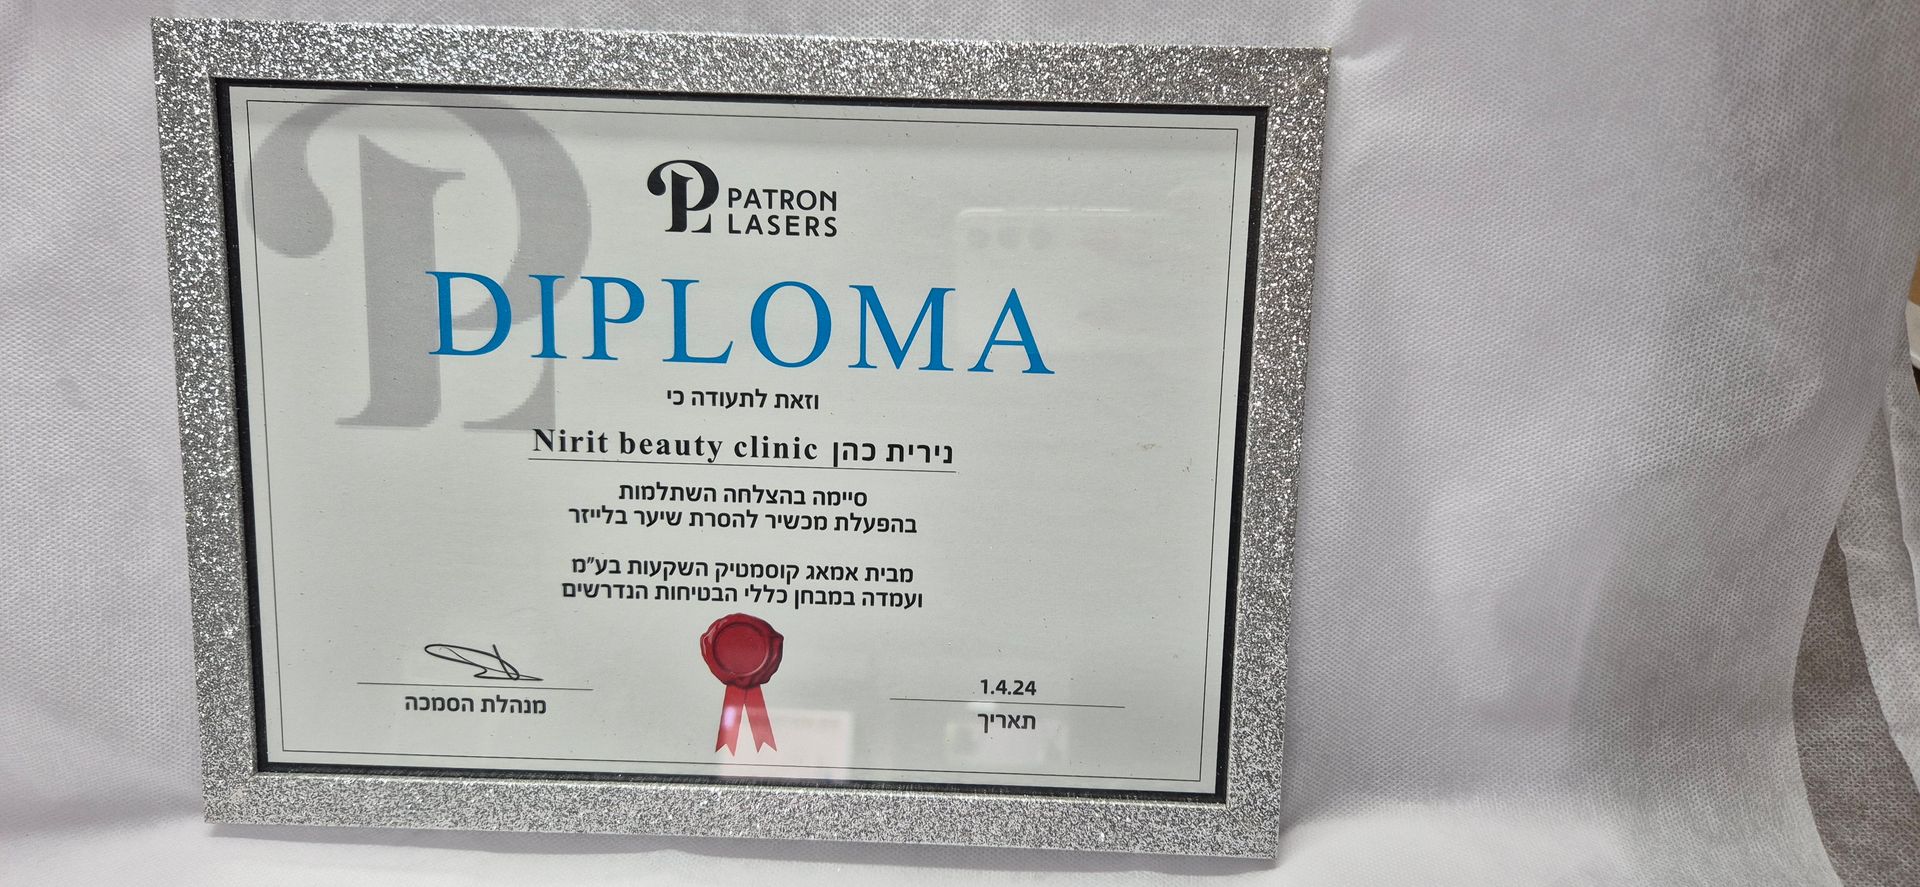 PATRON
LASERS
DIPLOMA
וזאת לתעודה כי
נירית כהן Nirit beauty clinic
סיימה בהצלחה השתלמות
בהפעלת מכשיר להסרת שיער בלייזר
מבית אמאג קוסמטיק השקעות בע"מ
ועמדה במבחן כללי הבטיחות הנדרשים
1.4.24
תאריך
מנהלת הסמכה